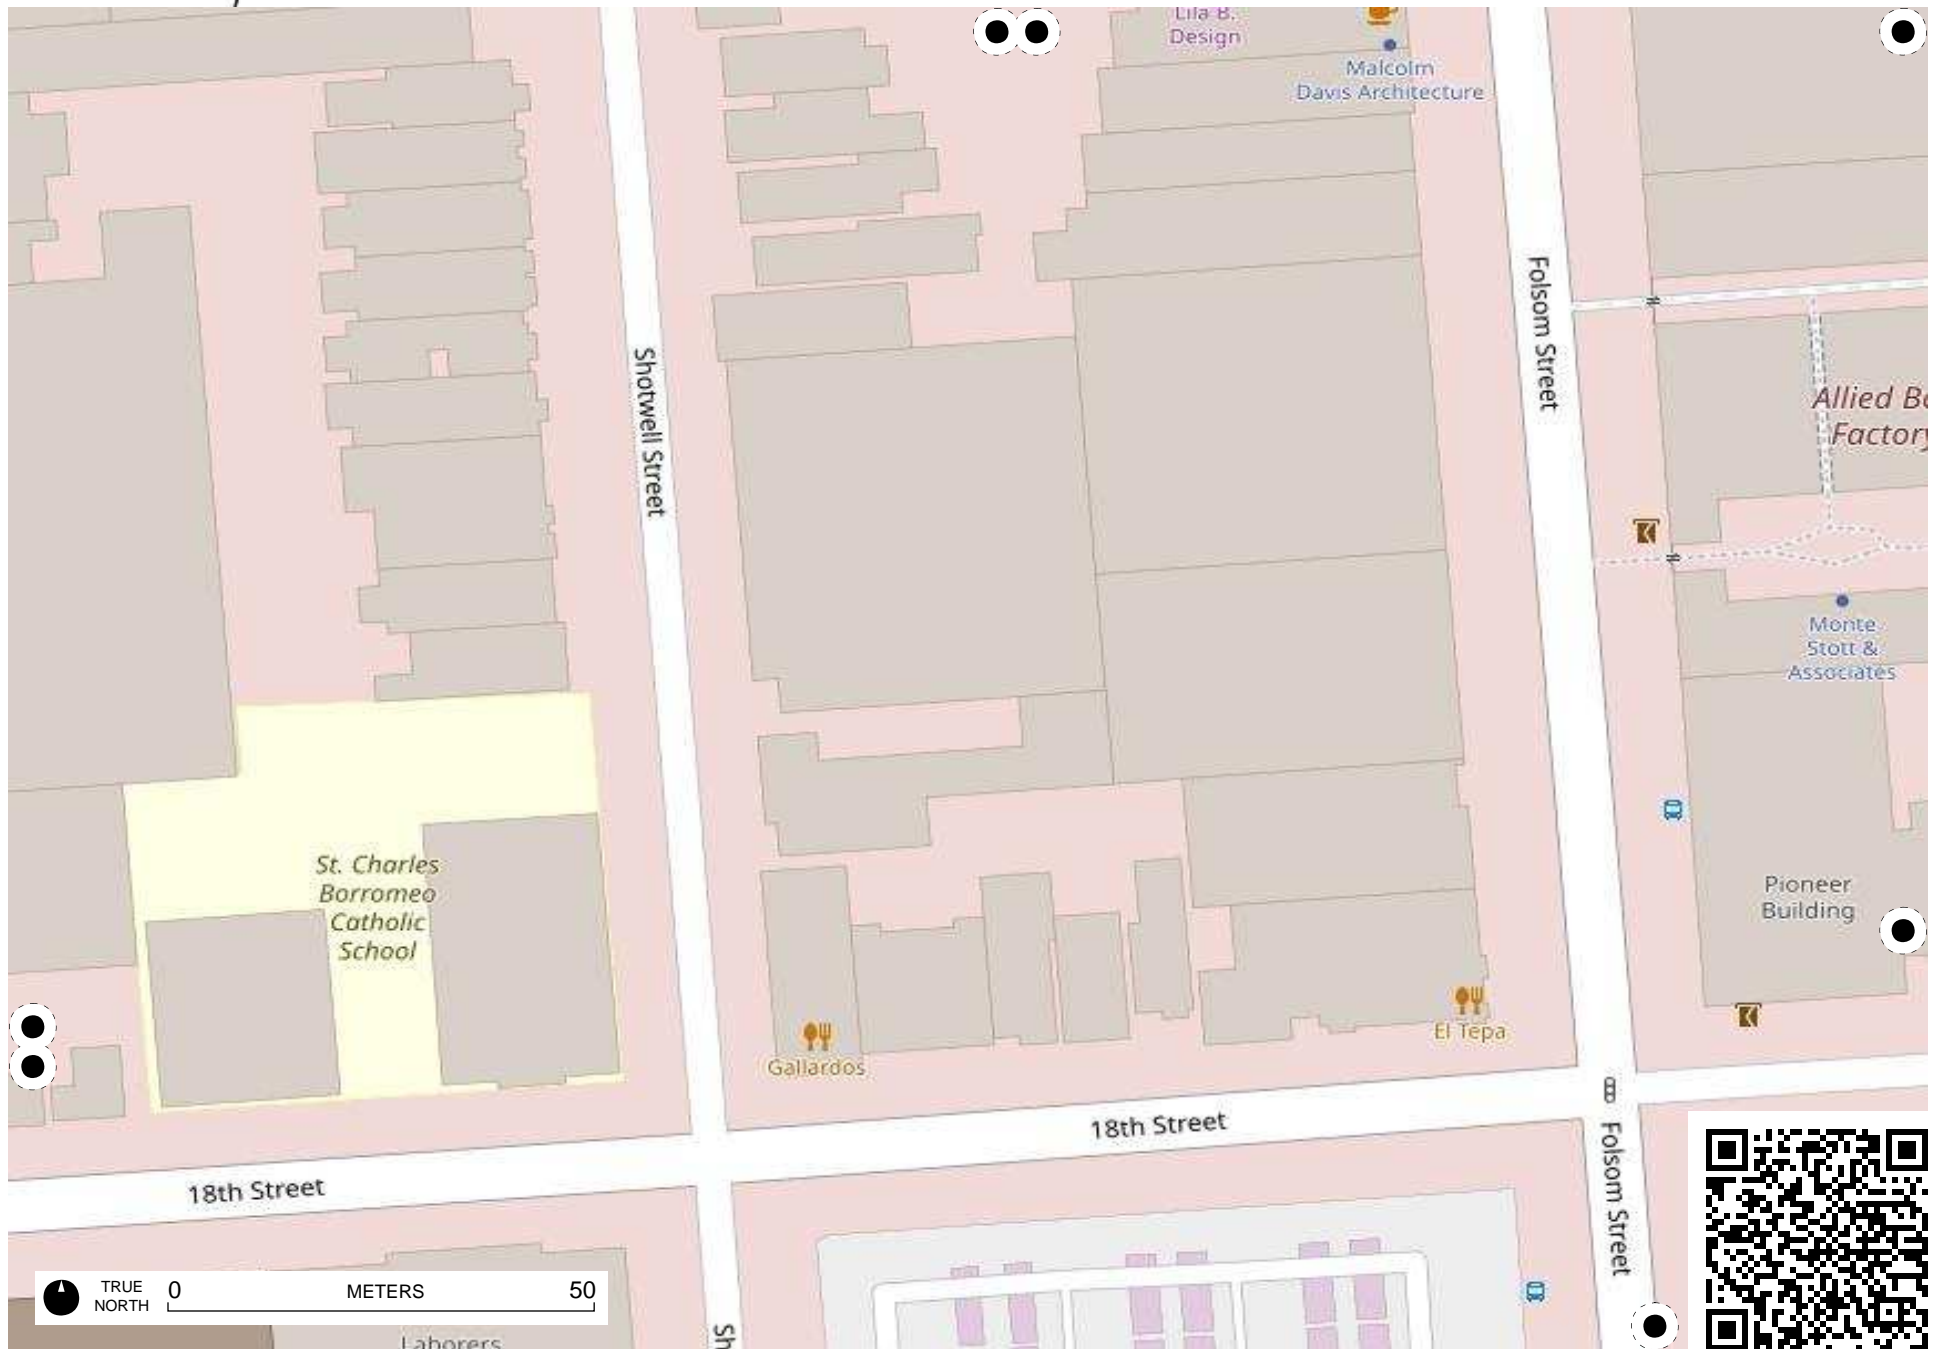 Lila B.
Design
Malcolm
Davis Architecture
Folsom Street
Shotwell Street
Allied
Factory
Monte
Stott &
Associates
St. Charles
Borromeo
Catholic
School
Pioneer
Building
El Tepa
Gallardos
18th Street
18th Street
Folsom Street
TRUE
NORTH
0
METERS
50
Sh
Laborers